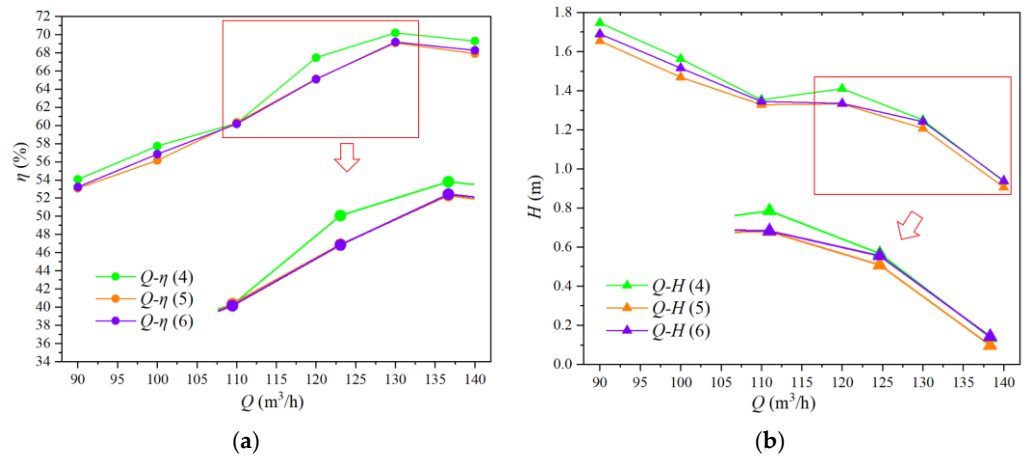 72
70
68
66
64
62
60
58
56
54
52
50
48
46
44
42
40
38
36
34
η (%)
Q-η (4)
Q-η (5)
Q-η (6)
90 95 100 105 110 115 120 125 130 135 140
Q (m³/h)
(a)
1.8
1.6
1.4
1.2
1.0
0.8
0.6
0.4
0.2
0.0
H (m)
Q-H (4)
Q-H (5)
Q-H (6)
90 95 100 105 110 115 120 125 130 135 140
Q (m³/h)
(b)